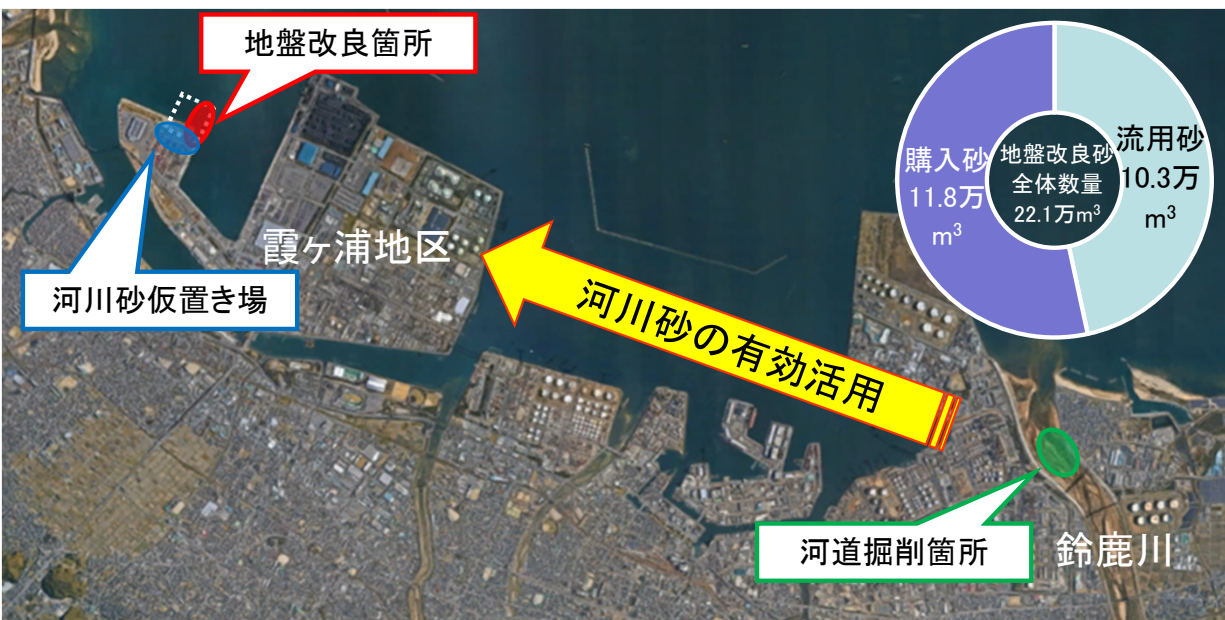 地盤改良箇所
河川砂仮置き場
霞ヶ浦地区
河川砂の有効活用
河道掘削箇所
鈴鹿川
購入砂
11.8万
m³
地盤改良砂
全体数量
22.1万m³
流用砂
10.3万
m³